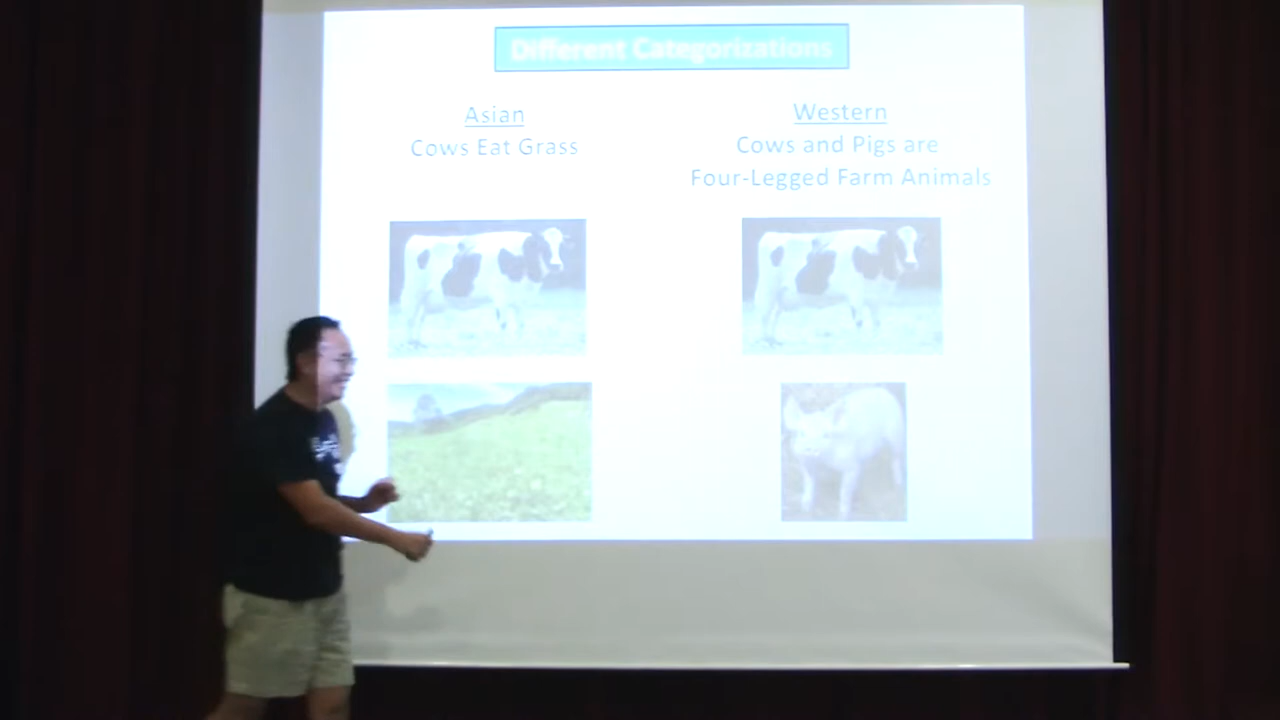 Different Categorizations
Asian
Cows Eat Grass
Western
Cows and Pigs are
Four-Legged Farm Animals